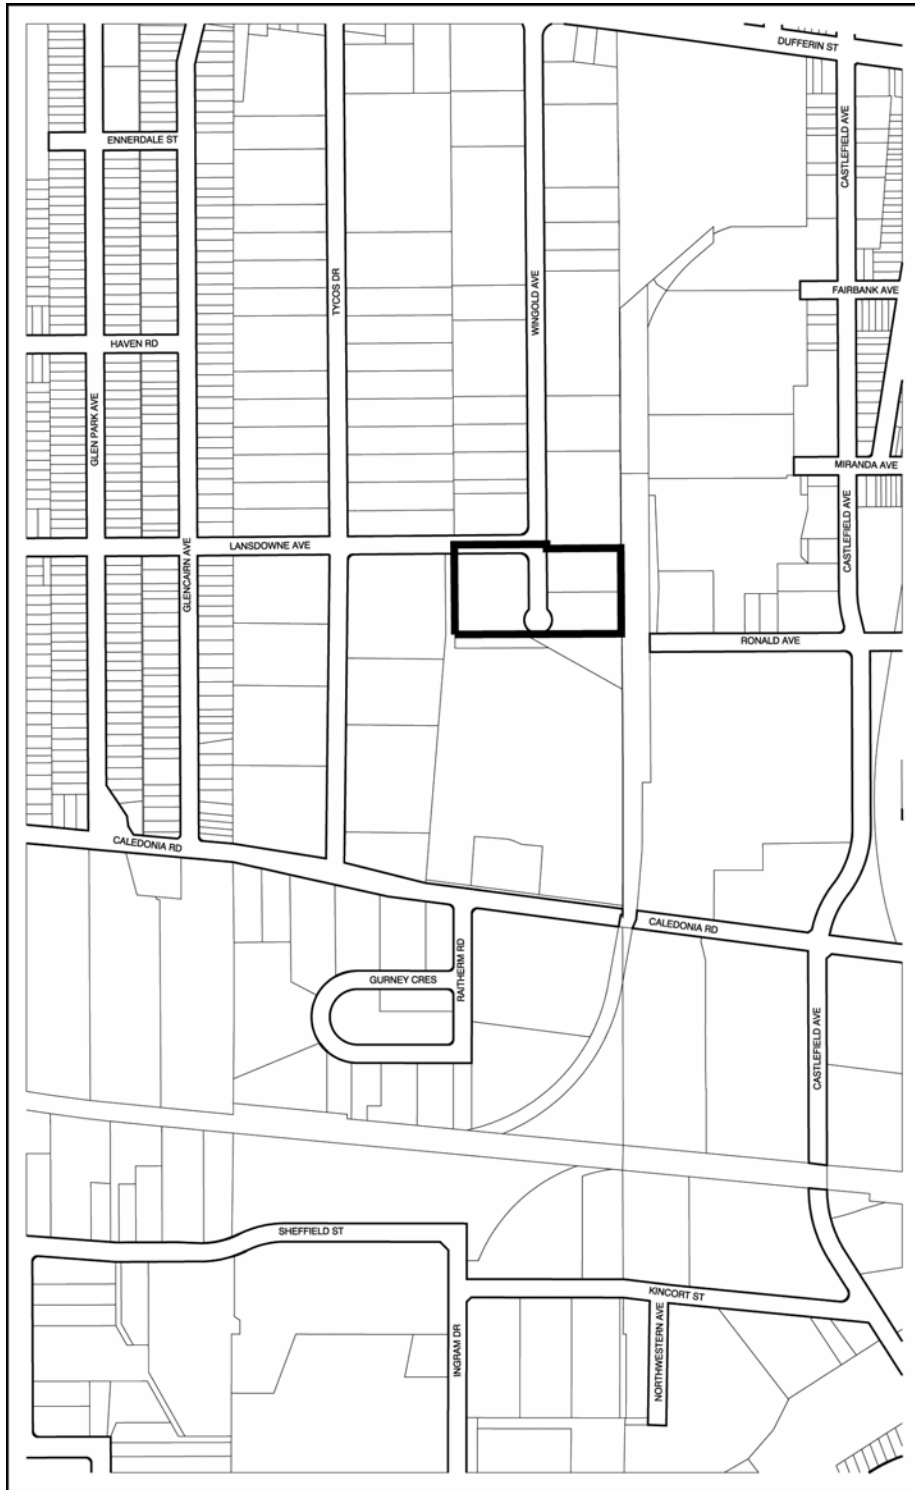 DUFFERIN ST
ENNERDALE ST
CASTLEFIELD AVE
TYCOS DR
WINGOLD AVE
FAIRBANK AVE
HAVEN RD
GLEN PARK AVE
MIRANDA AVE
LANSDOWNE AVE
GLENCAIRN AVE
CASTLEFIELD AVE
RONALD AVE
CALEDONIA RD
CALEDONIA RD
RAITHERM RD
GURNEY CRES
CASTLEFIELD AVE
SHEFFIELD ST
KINCORT ST
INGRAM DR
NORTHWESTERN AVE